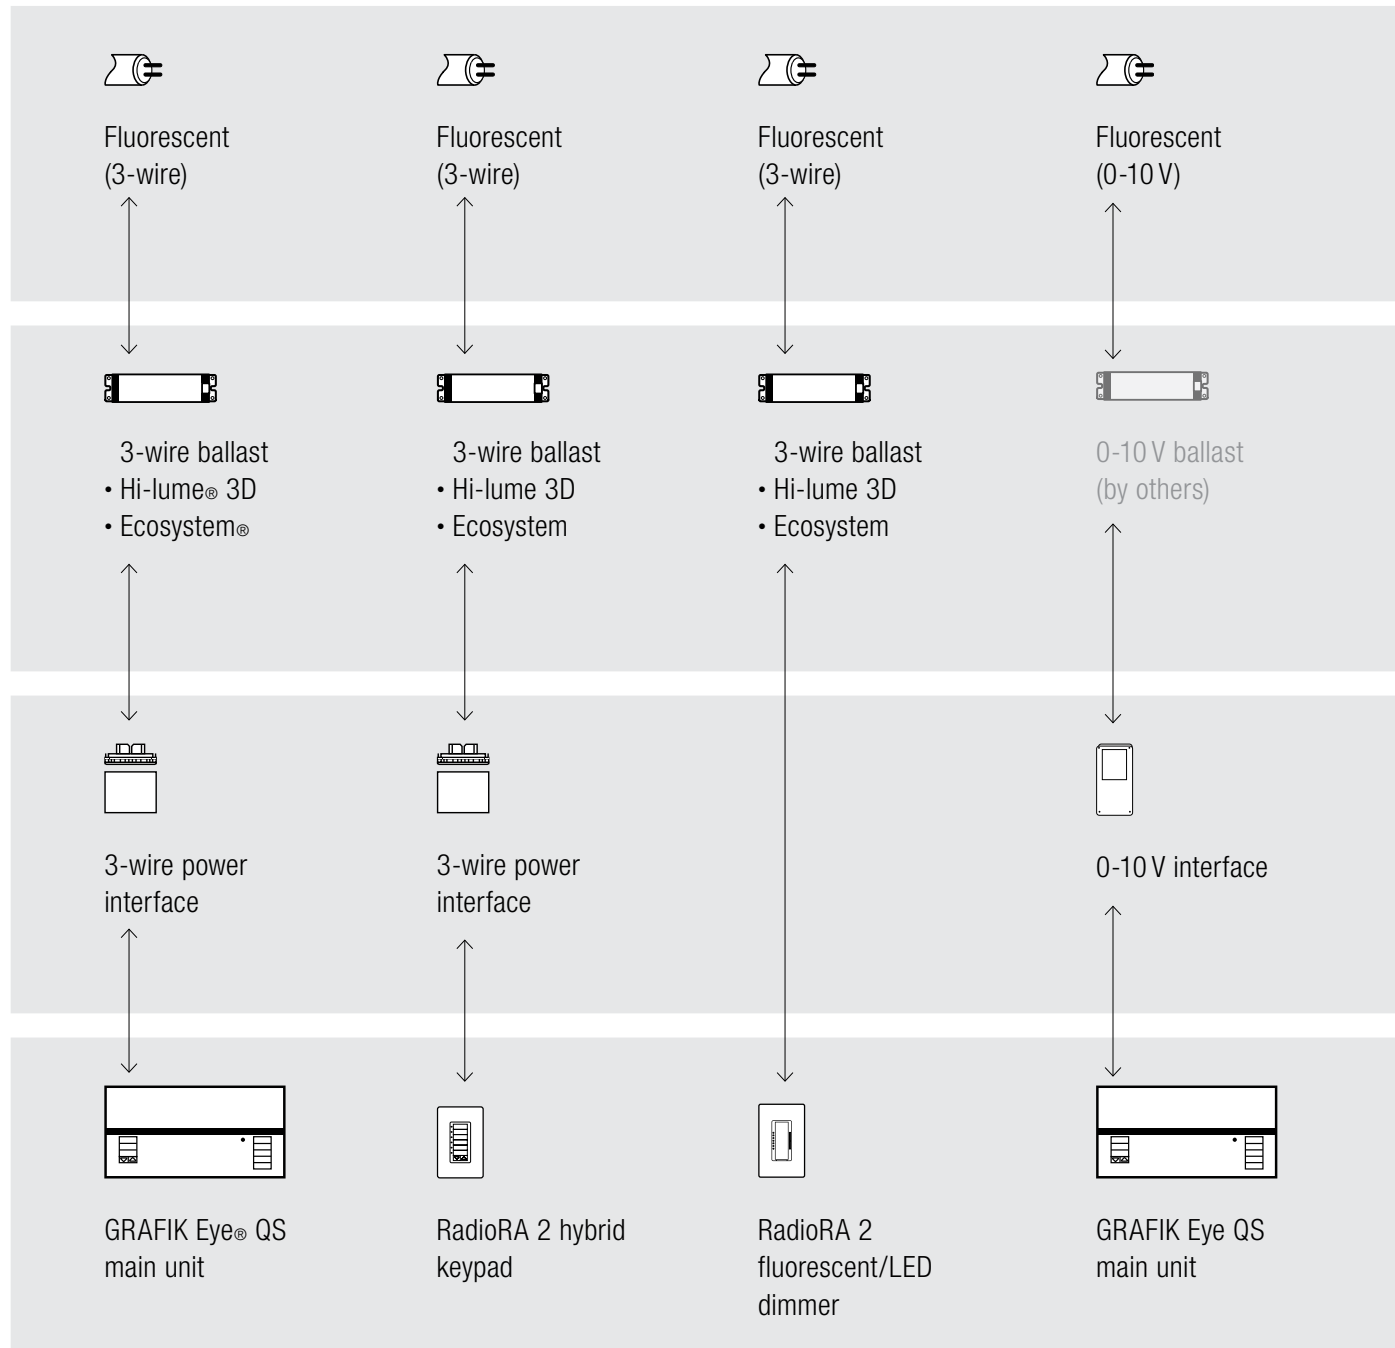 Fluorescent
(3-wire)
Fluorescent
(3-wire)
Fluorescent
(3-wire)
Fluorescent
(0-10 V)
3-wire ballast
• Hi-lume® 3D
• Ecosystem®
3-wire ballast
• Hi-lume 3D
• Ecosystem
3-wire ballast
• Hi-lume 3D
• Ecosystem
0-10 V ballast
(by others)
3-wire power
interface
3-wire power
interface
0-10 V interface
GRAFIK Eye® QS
main unit
RadioRA 2 hybrid
keypad
RadioRA 2
fluorescent/LED
dimmer
GRAFIK Eye QS
main unit